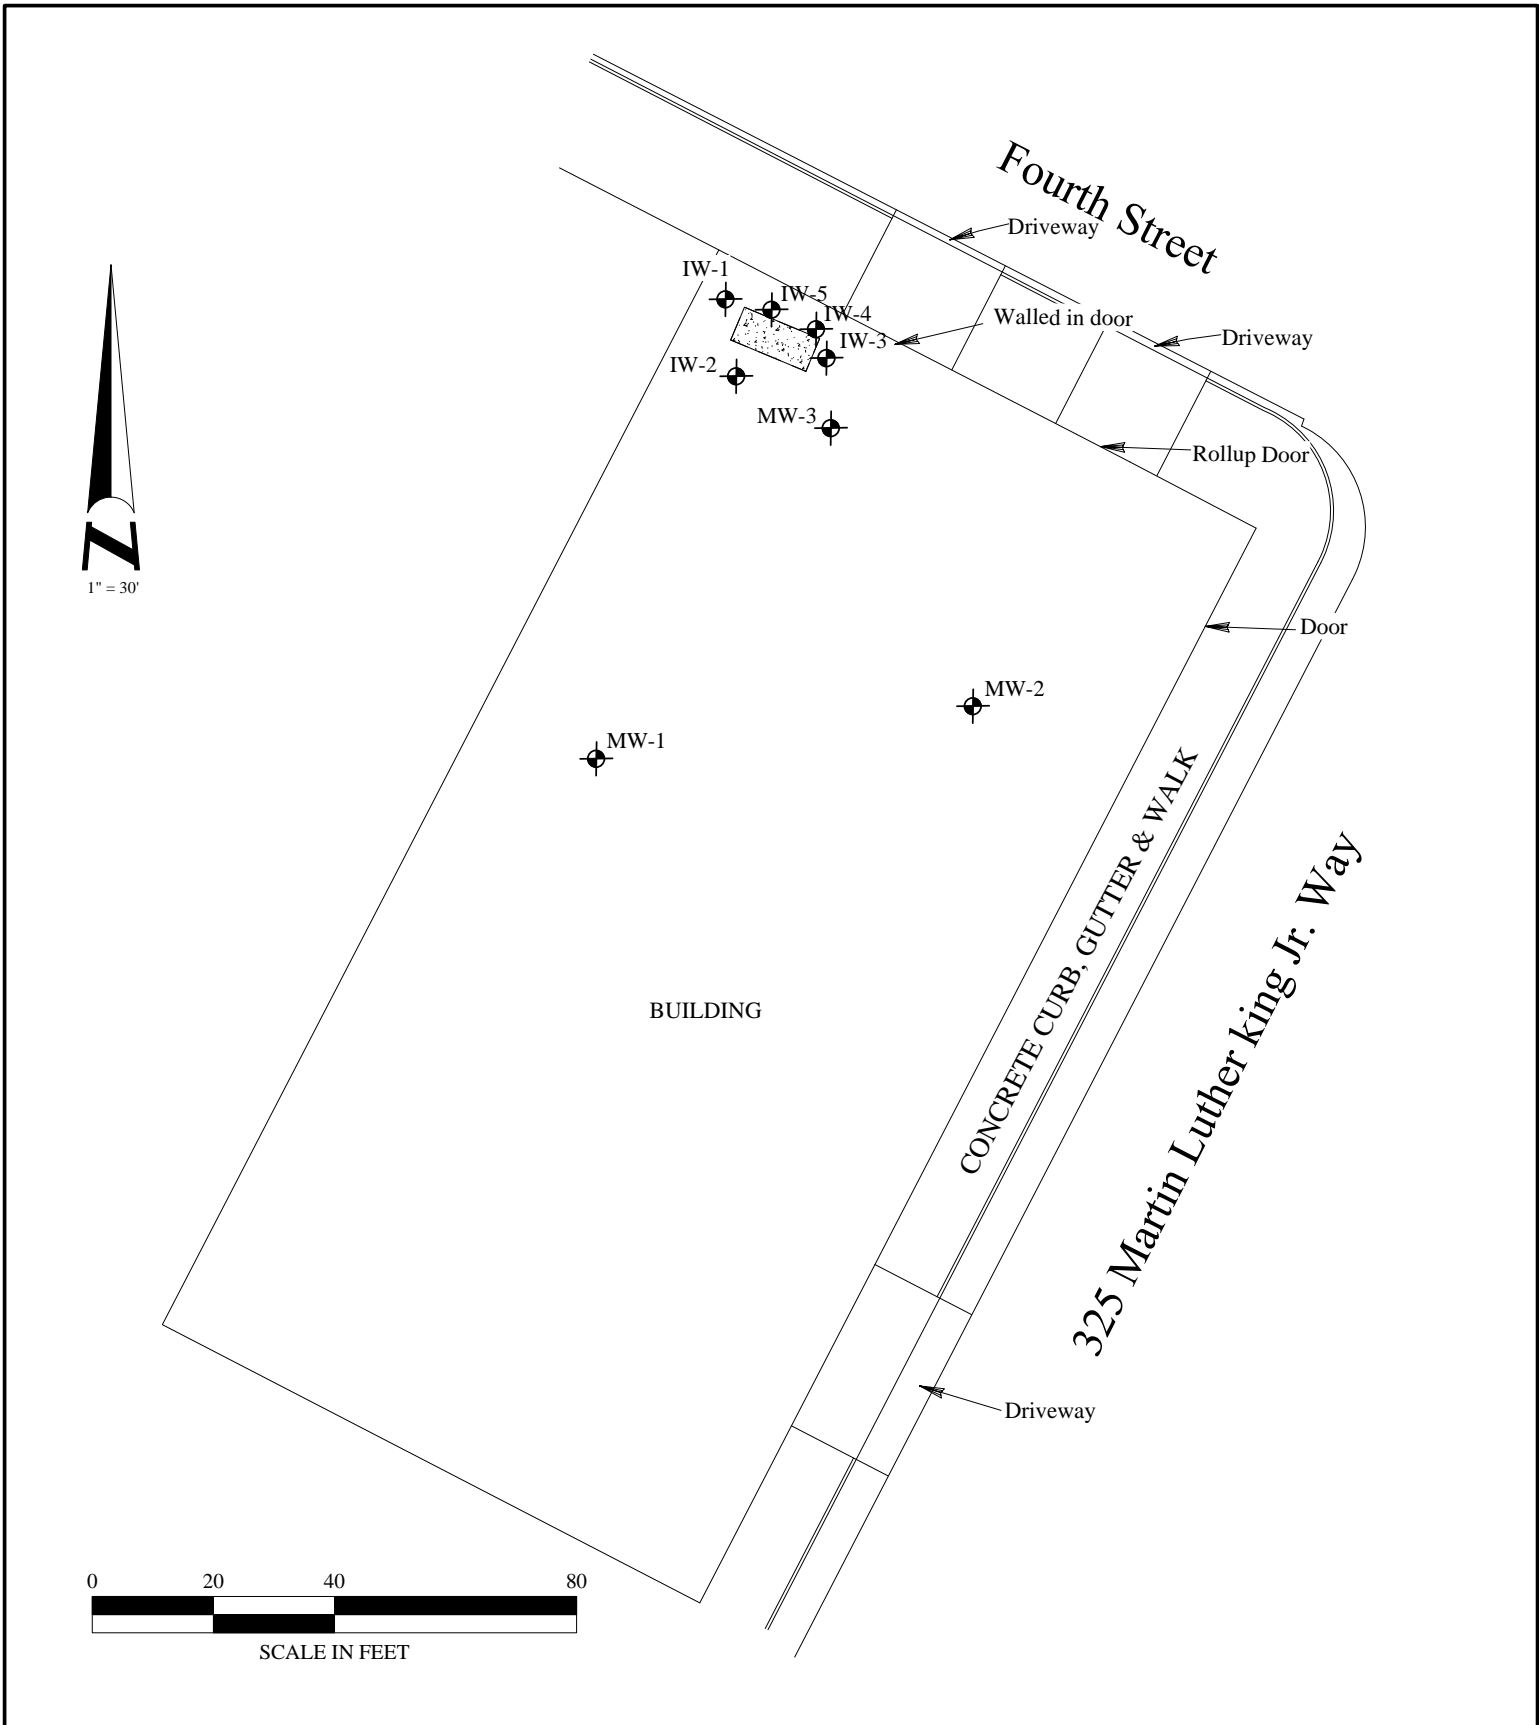 Fourth Street
Driveway
IW-1
IW-5
IW-4
Walled in door
Driveway
IW-3
IW-2
MW-3
Rollup Door
N
1" = 30'
Door
MW-2
MW-1
CONCRETE CURB, GUTTER & WALK
325 Martin Luther king Jr. Way
BUILDING
Driveway
0 20 40 80
SCALE IN FEET